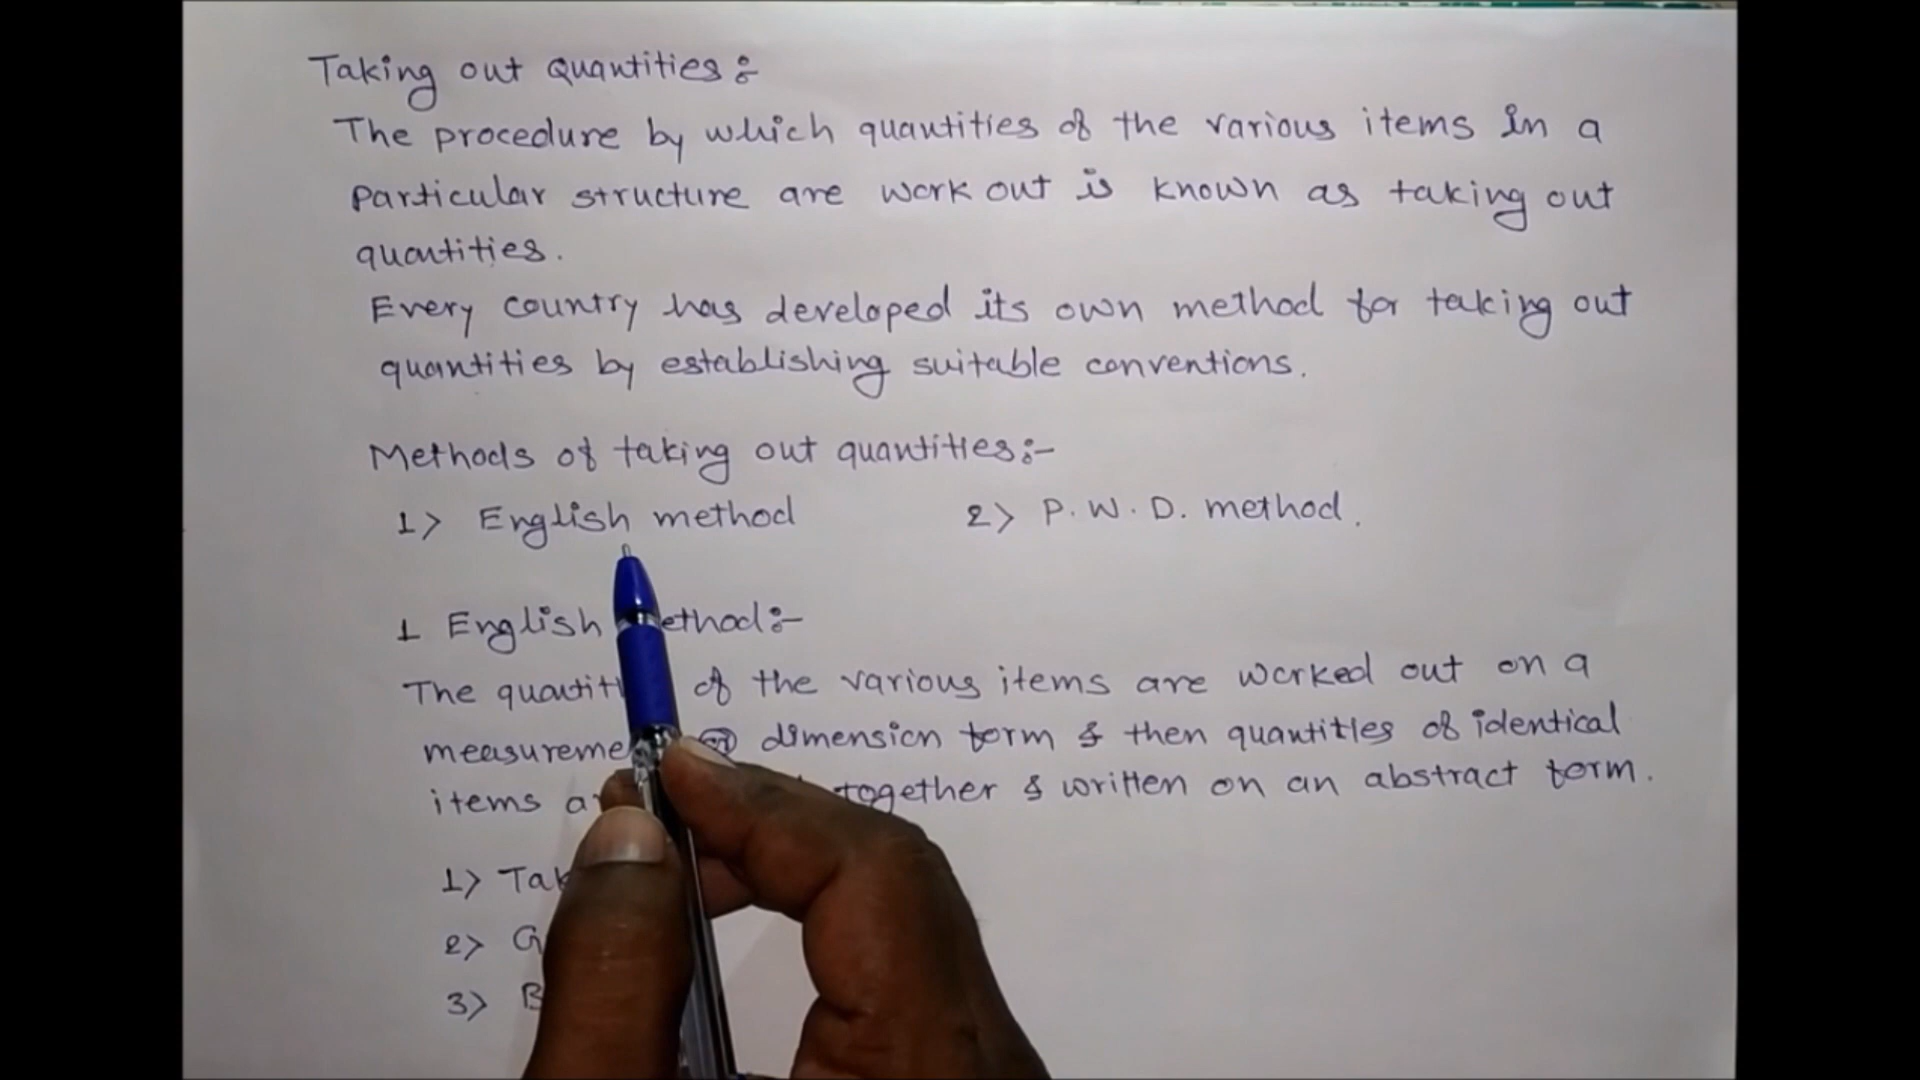 Taking out Quantities:-
The procedure by which quantities of the various items in a
particular structure are work out is known as taking out
quantities.
Every country has developed its own method for taking out
quantities by establishing suitable conventions.
Methods of taking out quantities:-
1) English method 2) P.W.D. method.
1 English method:-
The of the various items are worked out on a
dimension form & then quantities of identical
items together & written on an abstract form.
1)
2)
3)